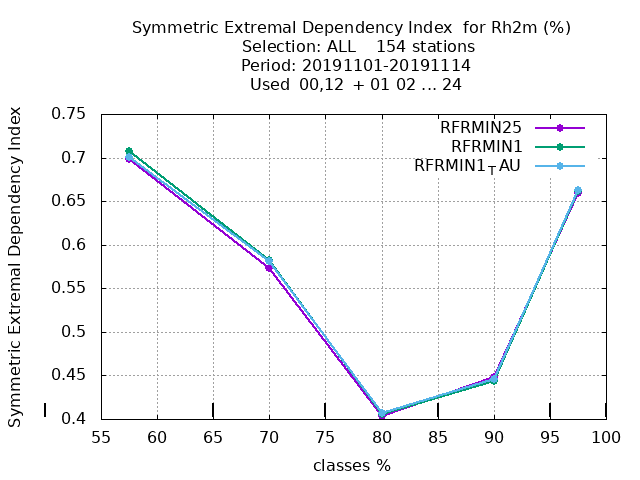 Symmetric Extremal Dependency Index  for Rh2m (%)
Selection: ALL    154 stations
Period: 20191101-20191114
Used  00,12  + 01 02 ... 24
Symmetric Extremal Dependency Index
0.75
0.7
0.65
0.6
0.55
0.5
0.45
0.4
RFRMIN25
RFRMIN1
RFRMIN1TAU
55 60 65 70 75 80 85 90 95 100
classes %